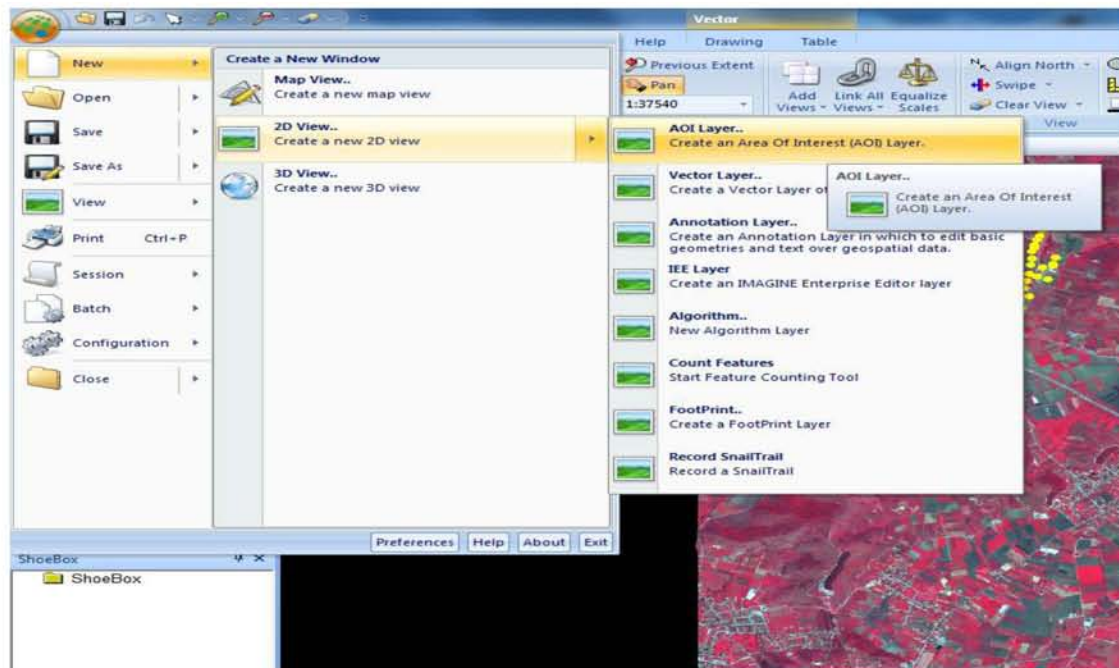 Vector
Help Drawing Table
New
Open
Save
Save As
View
Print Ctrl+P
Session
Batch
Configuration
Close
Create a New Window
Map View..
Create a new map view
2D View..
Create a new 2D view
3D View..
Create a new 3D view
Preferences Help About Exit
Previous Extent
Pan
1:37540
Add Views
Link All Views
Equalize Scales
Align North
Swipe
Clear View
View
AOI Layer..
Create an Area Of Interest (AOI) Layer.
Vector Layer..
Create a Vector Layer of
Annotation Layer..
Create an Annotation Layer in which to edit basic
geometries and text over geospatial data.
IEE Layer
Create an IMAGINE Enterprise Editor layer
Algorithm..
New Algorithm Layer
Count Features
Start Feature Counting Tool
FootPrint..
Create a FootPrint Layer
Record SnailTrail
Record a SnailTrail
AOI Layer..
Create an Area Of Interest
(AOI) Layer.
ShoeBox
ShoeBox